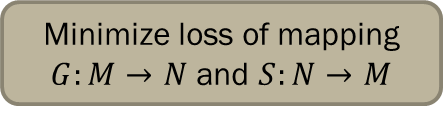 Minimize loss of mapping
G: M → N and S: N → M